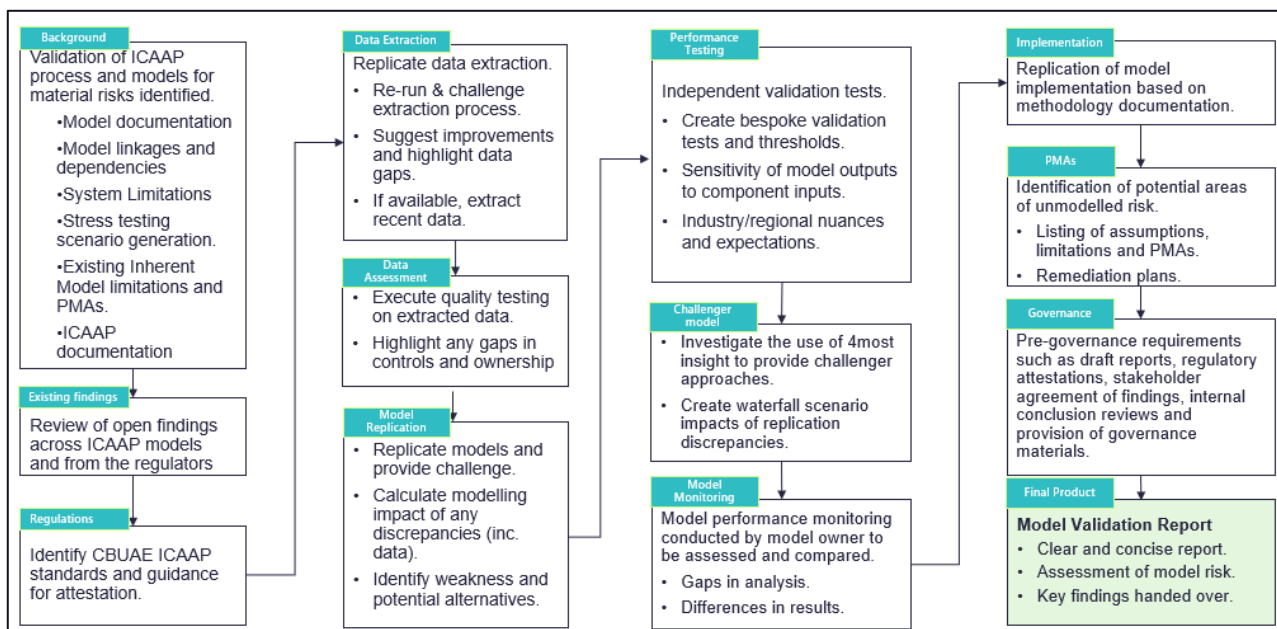 Background
Validation of ICAAP
process and models for
material risks identified.
•Model documentation
•Model linkages and
dependencies
•System Limitations
•Stress testing
scenario generation.
•Existing Inherent
Model limitations and
PMAs.
•ICAAP
documentation
Existing findings
Review of open findings
across ICAAP models
and from the regulators
Regulations
Identify CBUAE ICAAP
standards and guidance
for attestation.
Data Extraction
Replicate data extraction.
• Re-run & challenge
extraction process.
• Suggest improvements
and highlight data
gaps.
• If available, extract
recent data.
Data
Assessment
• Execute quality testing
on extracted data.
• Highlight any gaps in
controls and ownership
Model
Replication
• Replicate models and
provide challenge.
• Calculate modelling
impact of any
discrepancies (inc.
data).
• Identify weakness and
potential alternatives.
Performance
Testing
Independent validation tests.
• Create bespoke validation
tests and thresholds.
• Sensitivity of model outputs
to component inputs.
• Industry/regional nuances
and expectations.
Challenger
model
• Investigate the use of 4most
insight to provide challenger
approaches.
• Create waterfall scenario
impacts of replication
discrepancies.
Model
Monitoring
Model performance monitoring
conducted by model owner to
be assessed and compared.
• Gaps in analysis.
• Differences in results.
Implementation
Replication of model
implementation based on
methodology documentation.
PMAs
Identification of potential areas
of unmodelled risk.
• Listing of assumptions,
limitations and PMAs.
• Remediation plans.
Governance
Pre-governance requirements
such as draft reports, regulatory
attestations, stakeholder
agreement of findings, internal
conclusion reviews and
provision of governance
materials.
Final Product
Model Validation Report
• Clear and concise report.
• Assessment of model risk.
• Key findings handed over.